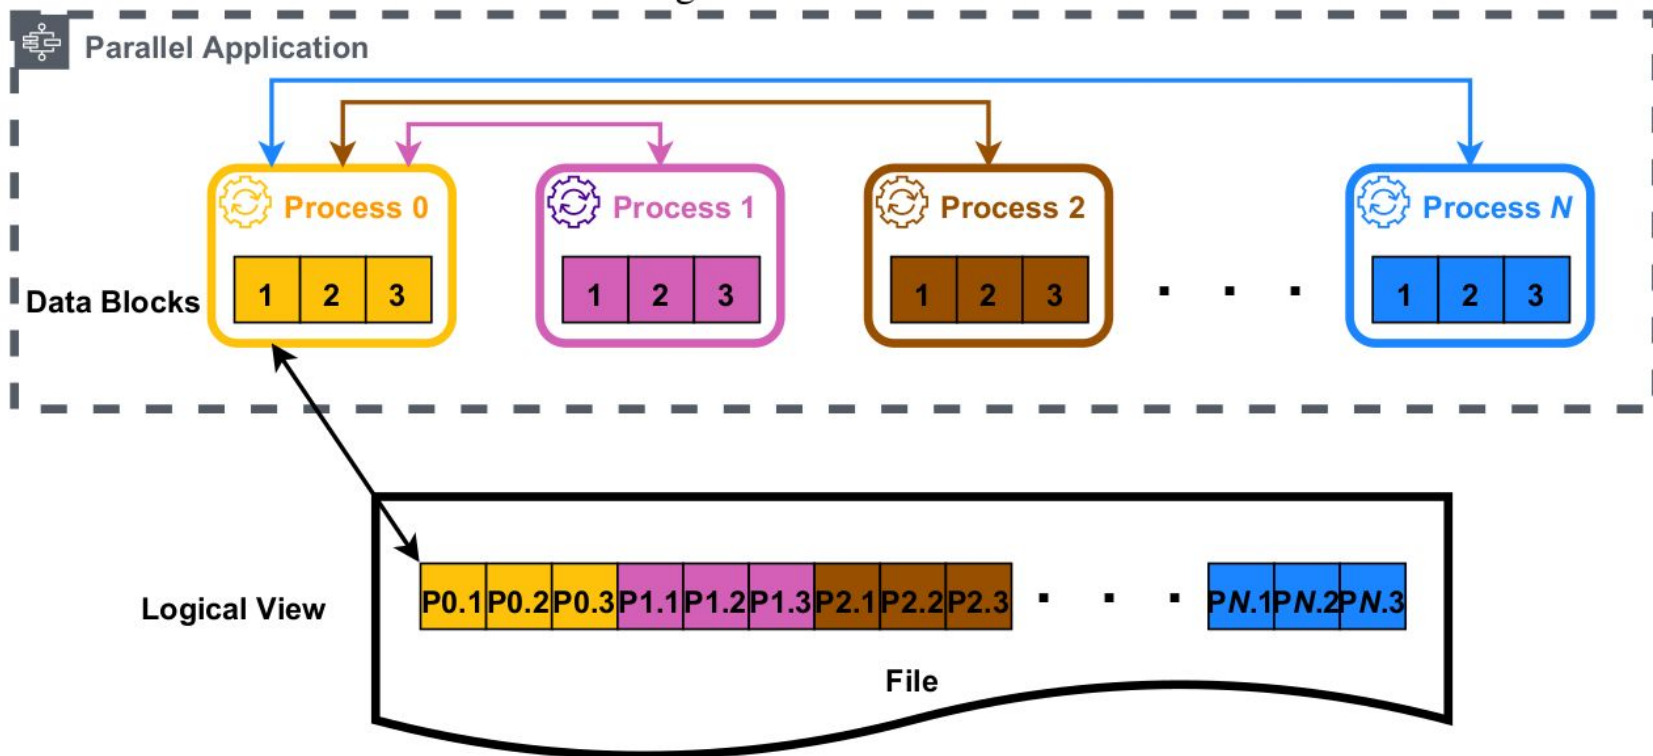 g
Parallel Application
Process 0
Process 1
Process 2
Process N
Data Blocks
1 2 3
1 2 3
1 2 3
. . .
1 2 3
Logical View
P0.1 P0.2 P0.3 P1.1 P1.2 P1.3 P2.1 P2.2 P2.3 . . . PN.1 PN.2 PN.3
File